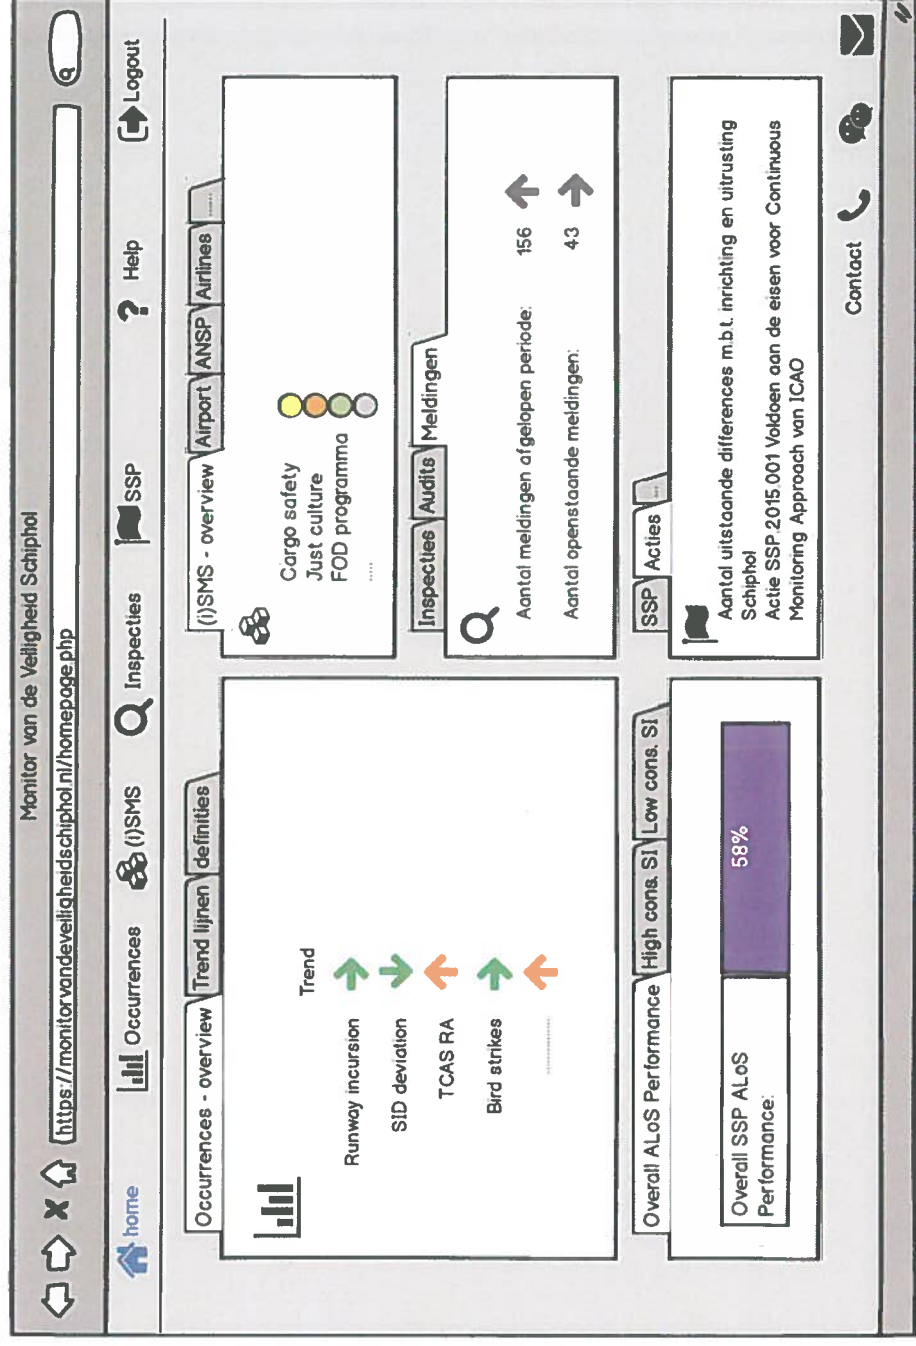 Monitor van de Veiligheid Schiphol
https://monitorvandeveiligheidschiphol.nl/homepage.php
home Occurrences (i)SMS Inspecties SSP ? Help Logout
Occurrences - overview Trend lijnen definities
Trend
Runway incursion
SID deviation
TCAS RA
Bird strikes
..............
(i)SMS - overview Airport ANSP Airlines ......
Cargo safety
Just culture
FOD programma
.....
Inspecties Audits Meldingen
Aantal meldingen afgelopen periode: 156
Aantal openstaande meldingen: 43
Overall ALoS Performance High cons. SI Low cons. SI
Overall SSP ALoS
Performance:
58%
SSP Acties ...
Aantal uitstaande differences m.b.t. inrichting en uitrusting
Schiphol
Actie SSP.2015.001 Voldoen aan de eisen voor Continuous
Monitoring Approach van ICAO
Contact